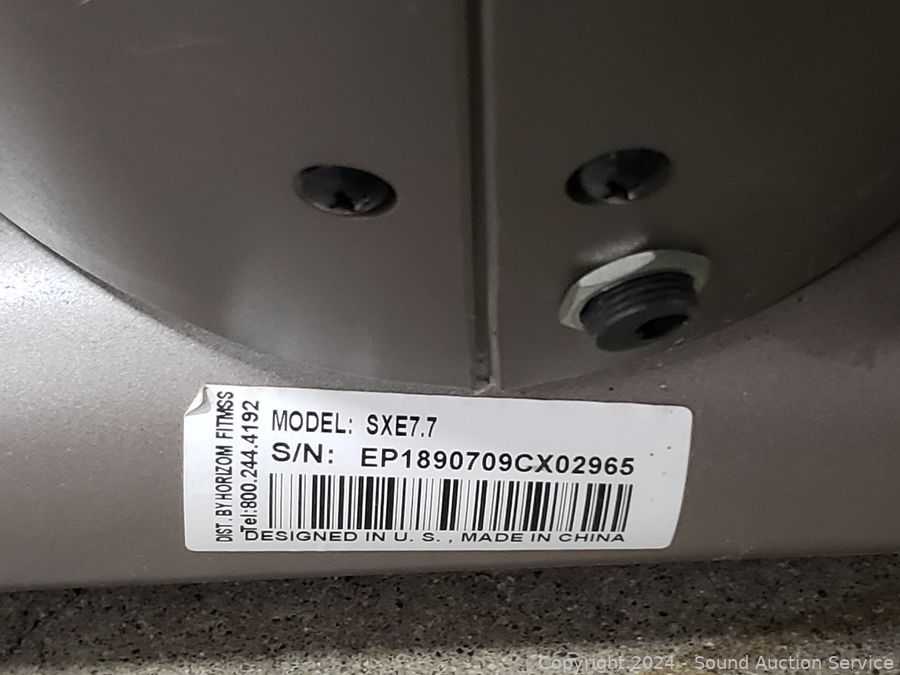 DIST. BY HORIZOM FITMSS
Tel:800.244.4192
MODEL: SXE7.7
S/N: EP1890709CX02965
DESIGNED IN U. S. , MADE IN CHINA
Copyright 2024 - Sound Auction Service